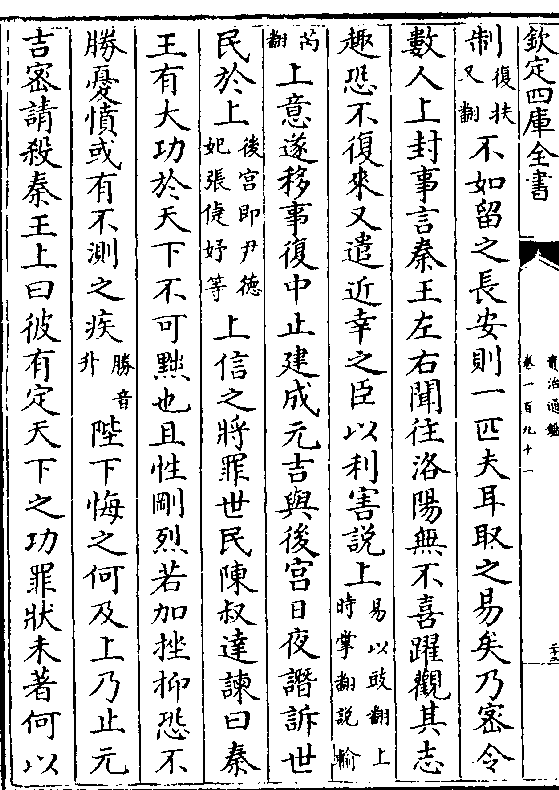 欽定四庫全書
資治通鑑
卷一百九十一
制復扶又翻不如留之長安則一匹夫耳取之易矣乃密令
數人上封事言秦王左右聞往洛陽無不喜躍觀其志
趣恐不復來又遣近幸之臣以利害說上易以豉翻上時掌翻說輸
芮翻上意遂移事復中止建成元吉與後宮日夜譖訴世
民於上後宮即尹德妃張倢妤等上信之將罪世民陳叔達諫曰秦
王有大功於天下不可黜也且性剛烈若加挫抑恐不
勝憂憤或有不測之疾勝音升陛下悔之何及上乃止元
吉密請殺秦王上曰彼有定天下之功罪狀未著何以